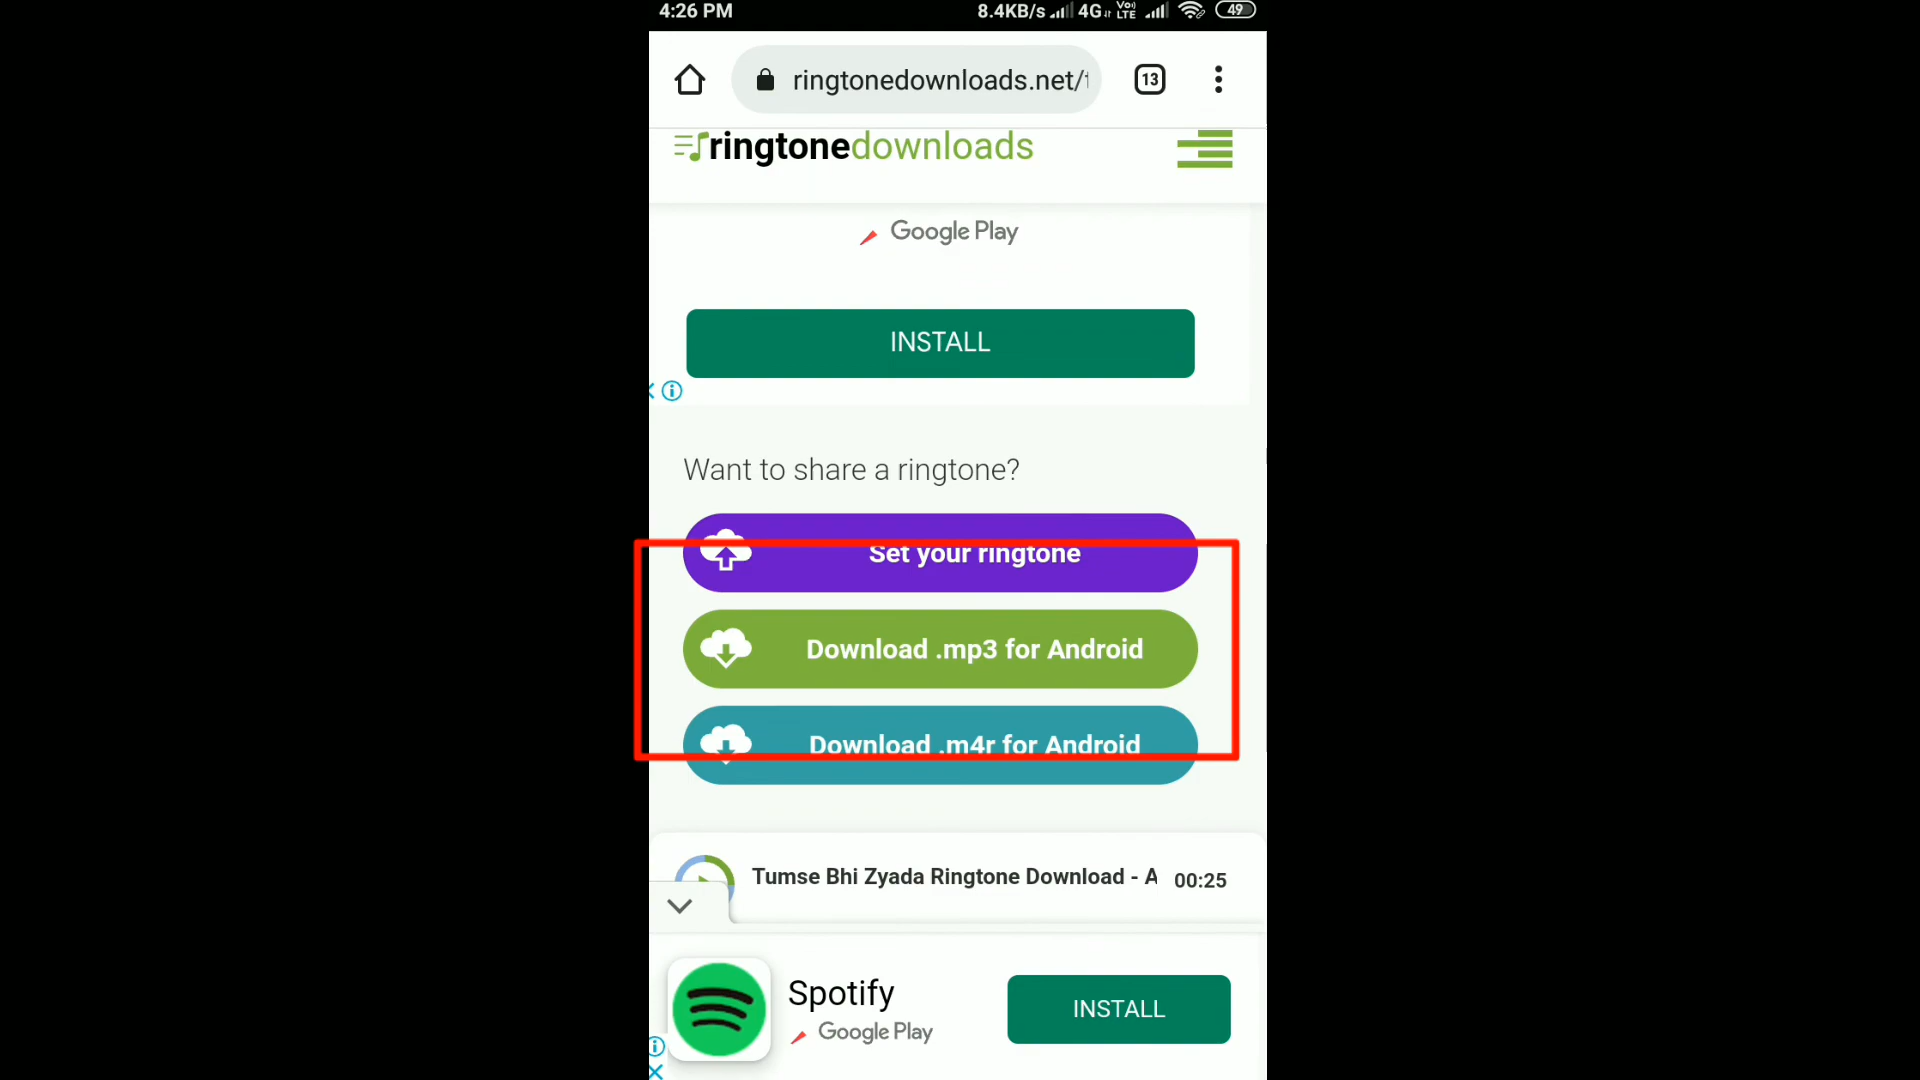 4:26 PM 8.4KB/s 4G Vo) LTE 49
ringtonedownloads.net/ 13
ringtonedownloads
Google Play
INSTALL
Want to share a ringtone?
Set your ringtone
Download .mp3 for Android
Download .m4r for Android
Tumse Bhi Zyada Ringtone Download - A 00:25
Spotify
Google Play
INSTALL